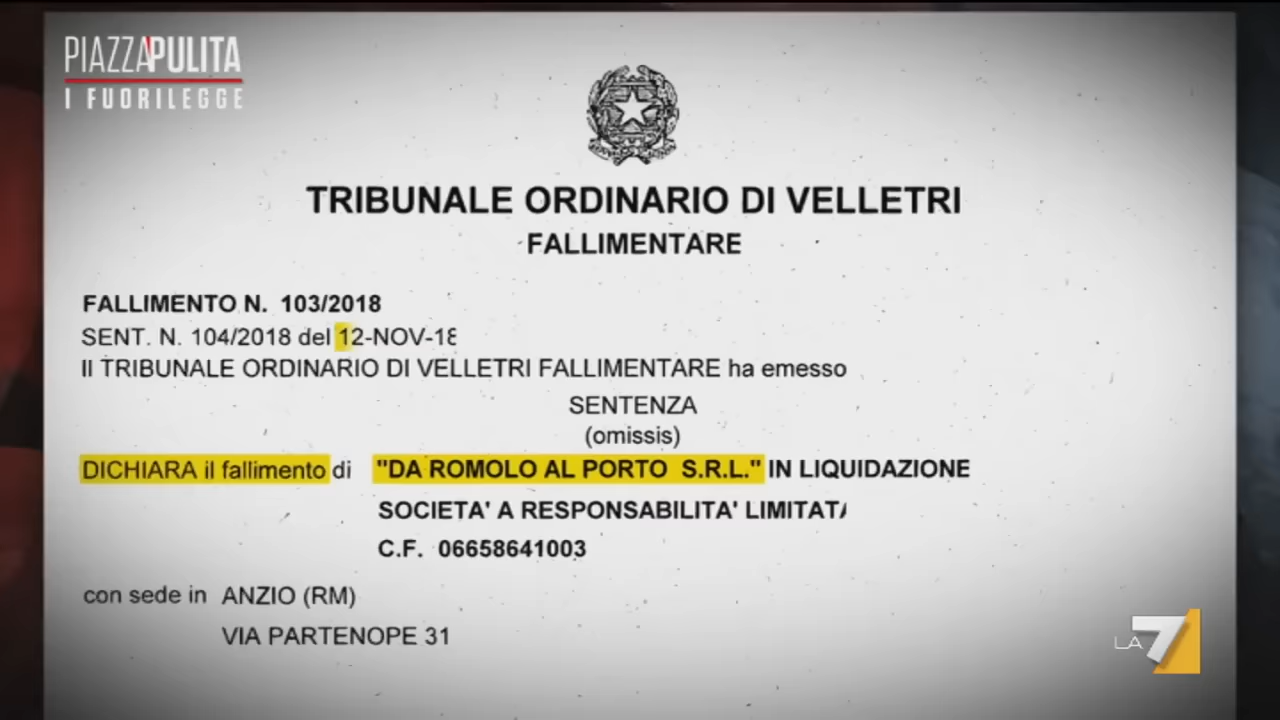 PIAZZAPULITA
I FUORILEGGE
TRIBUNALE ORDINARIO DI VELLETRI
FALLIMENTARE
FALLIMENTO N. 103/2018
SENT. N. 104/2018 del 12-NOV-18
Il TRIBUNALE ORDINARIO DI VELLETRI FALLIMENTARE ha emesso
SENTENZA
(omissis)
DICHIARA il fallimento di "DA ROMOLO AL PORTO S.R.L." IN LIQUIDAZIONE
SOCIETA' A RESPONSABILITA' LIMITATA
C.F. 06658641003
con sede in ANZIO (RM)
VIA PARTENOPE 31
LA 7